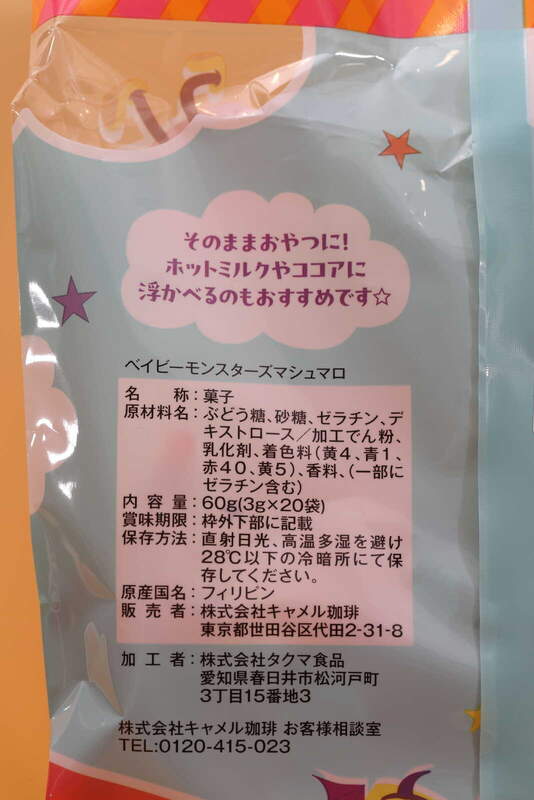 そのままおやつに!
ホットミルクやココアに
浮かべるのもおすすめです☆
ベイビーモンスターズマシュマロ
名 称:菓子
原材料名:ぶどう糖、砂糖、ゼラチン、デ
キストロース/加工でん粉、
乳化剤、着色料(黄4、青1、
赤40、黄5)、香料、(一部に
ゼラチン含む)
内 容 量:60g(3g×20袋)
賞味期限:枠外下部に記載
保存方法:直射日光、高温多湿を避け
28℃以下の冷暗所にて保
存してください。
原産国名:フィリピン
販 売 者:株式会社キャメル珈琲
東京都世田谷区代田2-31-8
加 工 者:株式会社タクマ食品
愛知県春日井市松河戸町
3丁目15番地3
株式会社キャメル珈琲 お客様相談室
TEL:0120-415-023